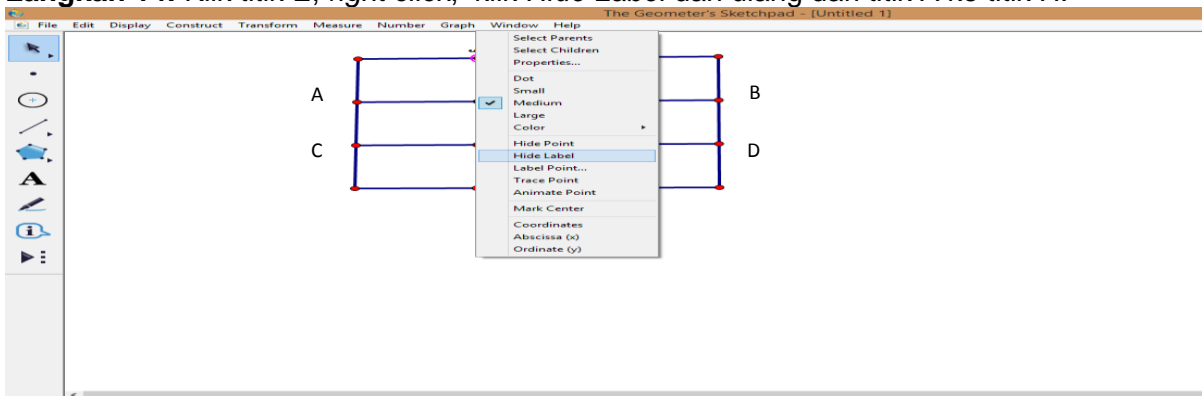 The Geometer's Sketchpad - [Untitled 1]
File Edit Display Construct Transform Measure Number Graph Window Help
Select Parents
Select Children
Properties...
Dot
Small
Medium
Large
Color
Hide Point
Hide Label
Label Point...
Trace Point
Animate Point
Mark Center
Coordinates
Abscissa (x)
Ordinate (y)
A B
C D
A